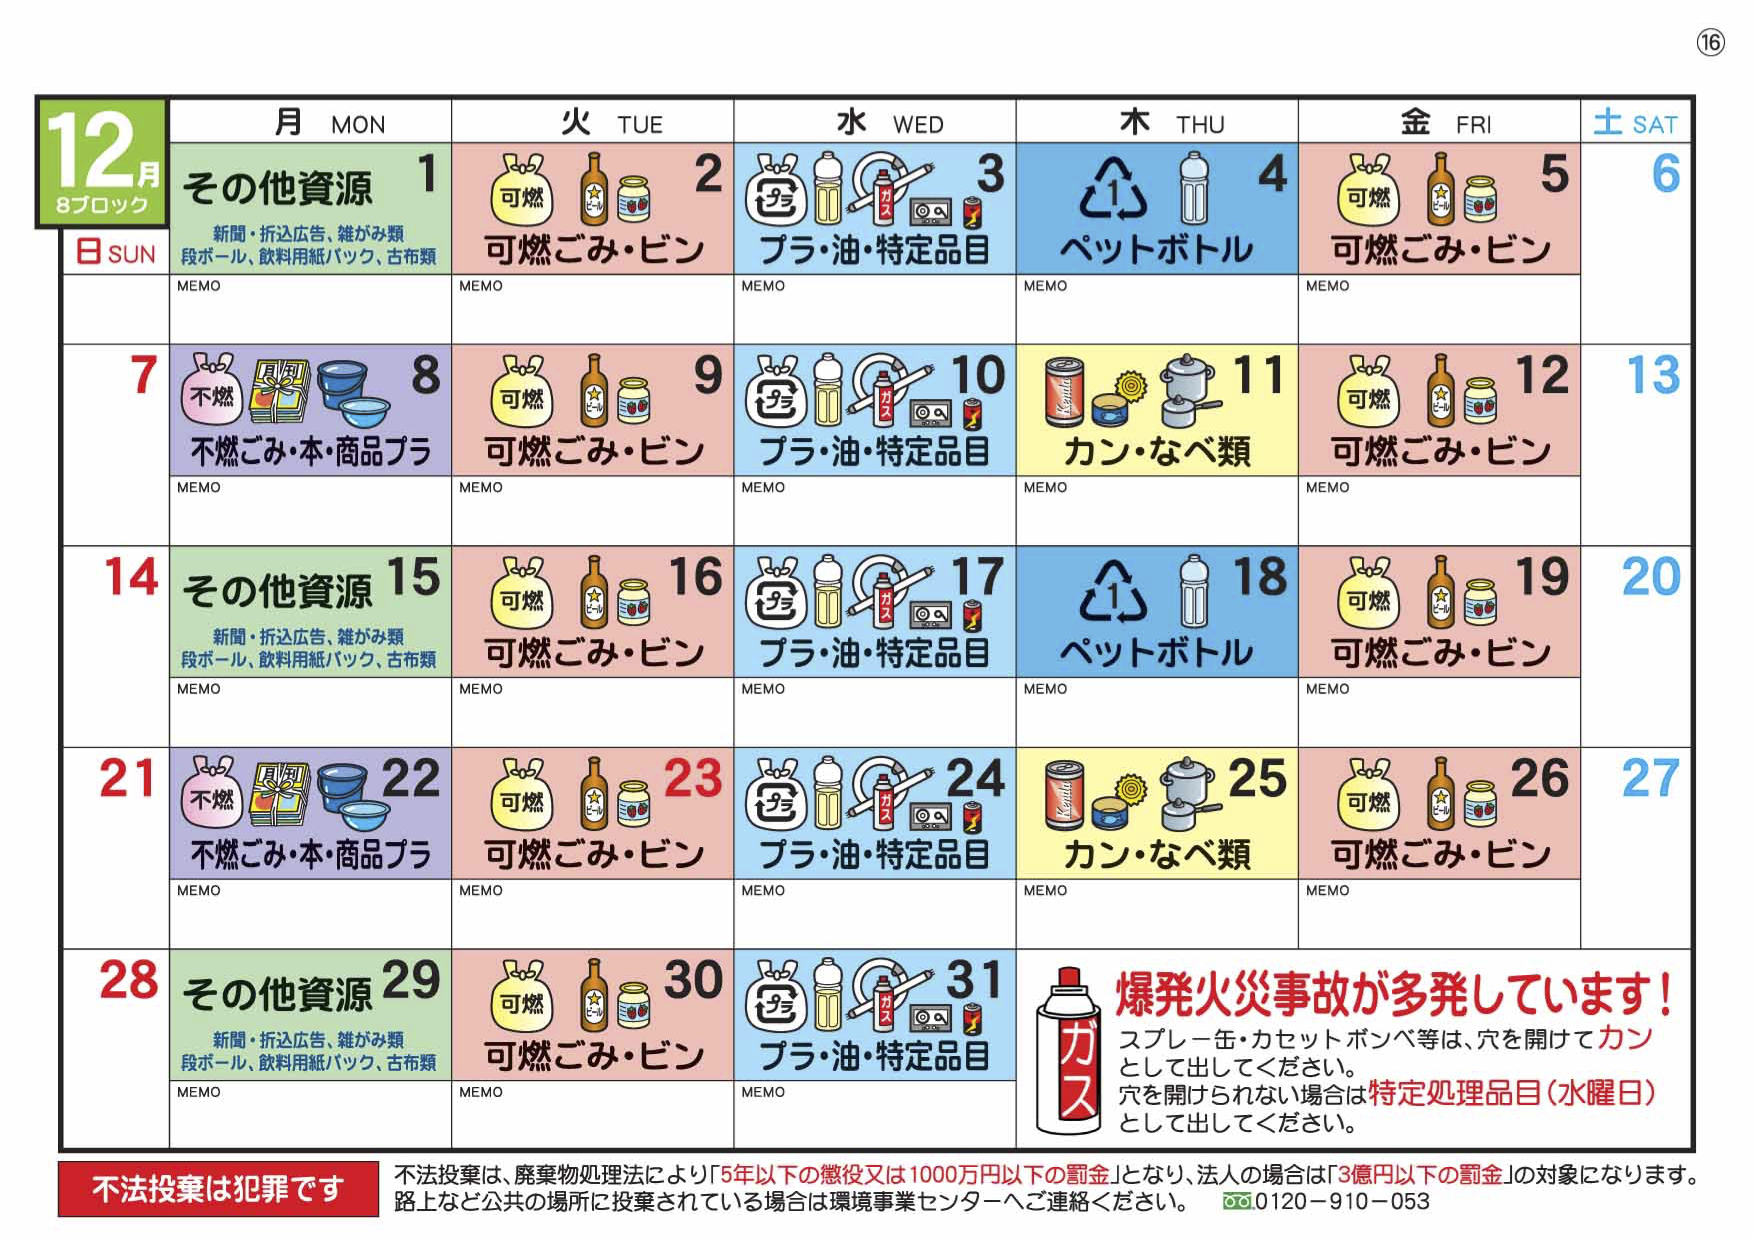 ⑯
12月
8ブロック
月 MON 火 TUE 水 WED 木 THU 金 FRI 土 SAT
日 SUN
その他資源 1
新聞・折込広告、雑がみ類
段ボール、飲料用紙パック、古布類
MEMO
可燃 ビール 2
可燃ごみ・ビン
MEMO
プラ ガス 3
プラ・油・特定品目
MEMO
1 4
ペットボトル
MEMO
可燃 ビール 5
可燃ごみ・ビン
MEMO
6
7
不燃 月刊 8
不燃ごみ・本・商品プラ
MEMO
可燃 ビール 9
可燃ごみ・ビン
MEMO
プラ ガス 10
プラ・油・特定品目
MEMO
11
カン・なべ類
MEMO
可燃 ビール 12
可燃ごみ・ビン
MEMO
13
14
その他資源 15
新聞・折込広告、雑がみ類
段ボール、飲料用紙パック、古布類
MEMO
可燃 ビール 16
可燃ごみ・ビン
MEMO
プラ ガス 17
プラ・油・特定品目
MEMO
1 18
ペットボトル
MEMO
可燃 ビール 19
可燃ごみ・ビン
MEMO
20
21
不燃 月刊 22
不燃ごみ・本・商品プラ
MEMO
可燃 ビール 23
可燃ごみ・ビン
MEMO
プラ ガス 24
プラ・油・特定品目
MEMO
25
カン・なべ類
MEMO
可燃 ビール 26
可燃ごみ・ビン
MEMO
27
28
その他資源 29
新聞・折込広告、雑がみ類
段ボール、飲料用紙パック、古布類
MEMO
可燃 ビール 30
可燃ごみ・ビン
MEMO
プラ ガス 31
プラ・油・特定品目
MEMO
ガス
爆発火災事故が多発しています!
スプレー缶・カセットボンベ等は、穴を開けてカン
として出してください。
穴を開けられない場合は特定処理品目(水曜日)
として出してください。
不法投棄は犯罪です
不法投棄は、廃棄物処理法により「5年以下の懲役又は1000万円以下の罰金」となり、法人の場合は「3億円以下の罰金」の対象になります。
路上など公共の場所に投棄されている場合は環境事業センターへご連絡ください。 0120－910－053